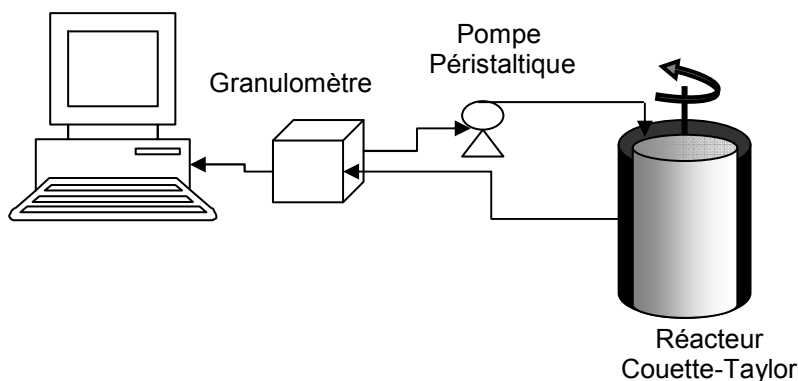 Pompe
Péristaltique
Granulomètre
Réacteur
Couette-Taylor